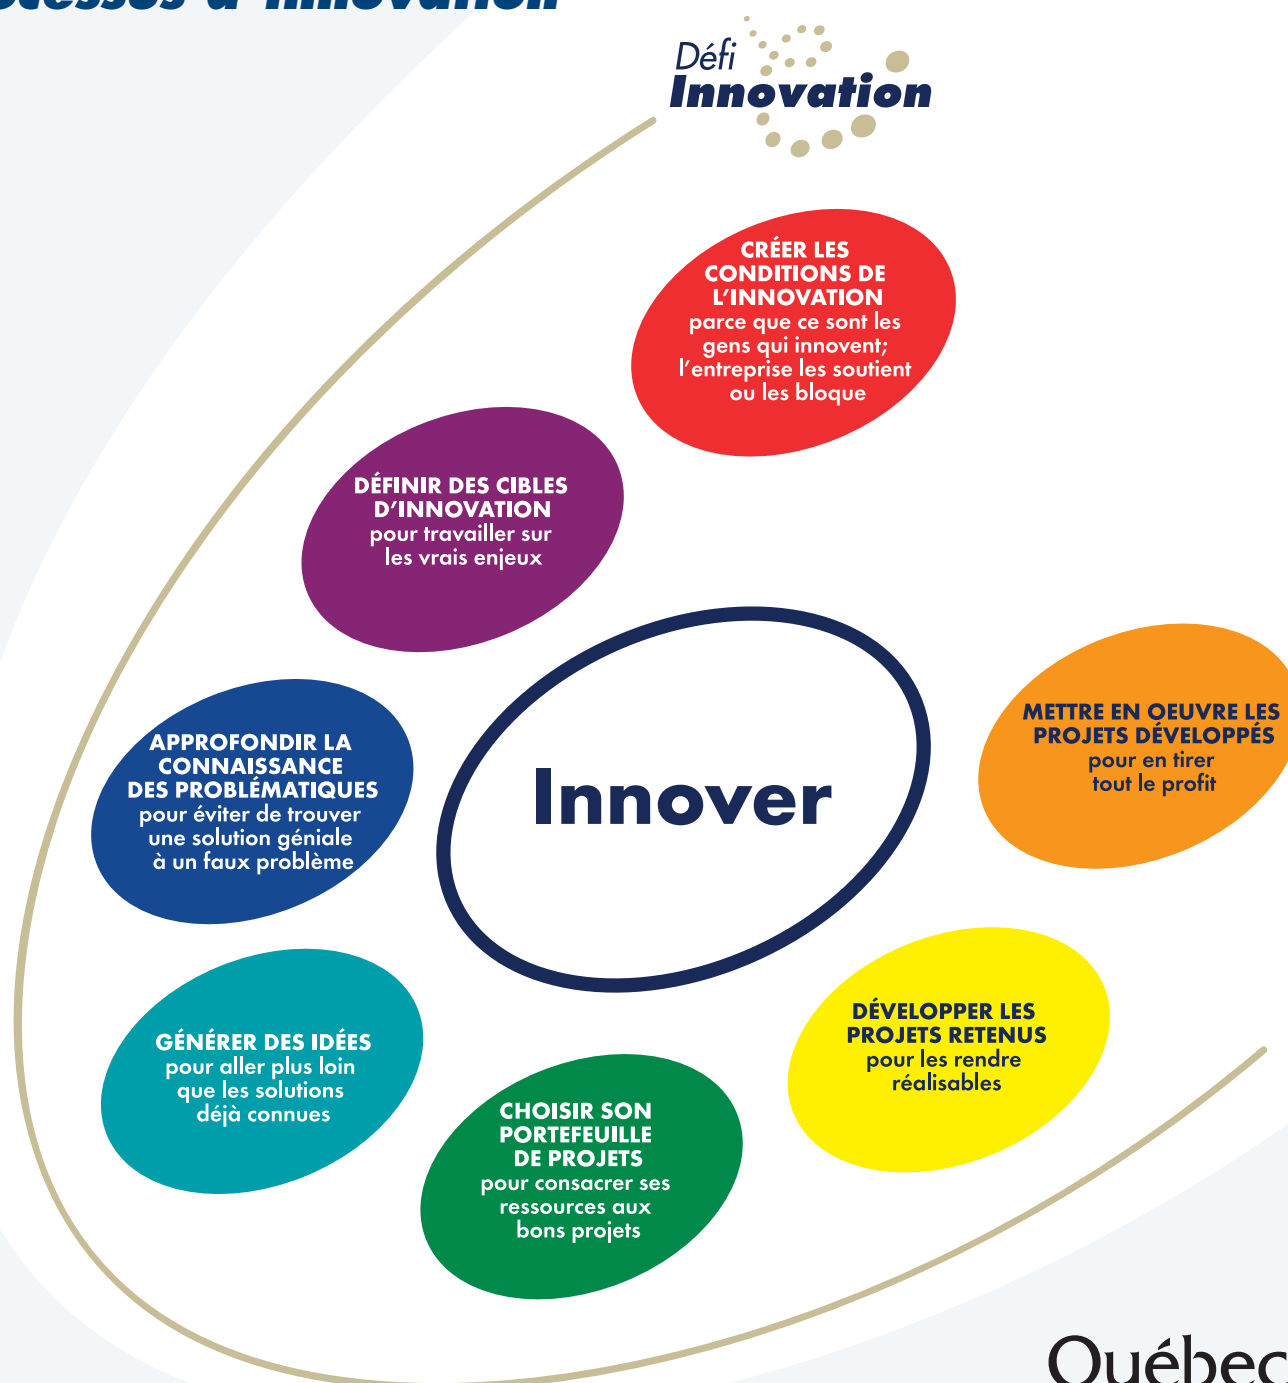 d'innovation
Défi
Innovation
CRÉER LES
CONDITIONS DE
L'INNOVATION
parce que ce sont les
gens qui innovent;
l'entreprise les soutient
ou les bloque
DÉFINIR DES CIBLES
D'INNOVATION
pour travailler sur
les vrais enjeux
APPROFONDIR LA
CONNAISSANCE
DES PROBLÉMATIQUES
pour éviter de trouver
une solution géniale
à un faux problème
GÉNÉRER DES IDÉES
pour aller plus loin
que les solutions
déjà connues
CHOISIR SON
PORTEFEUILLE
DE PROJETS
pour consacrer ses
ressources aux
bons projets
DÉVELOPPER LES
PROJETS RETENUS
pour les rendre
réalisables
METTRE EN OEUVRE LES
PROJETS DÉVELOPPÉS
pour en tirer
tout le profit
Innover
Québec